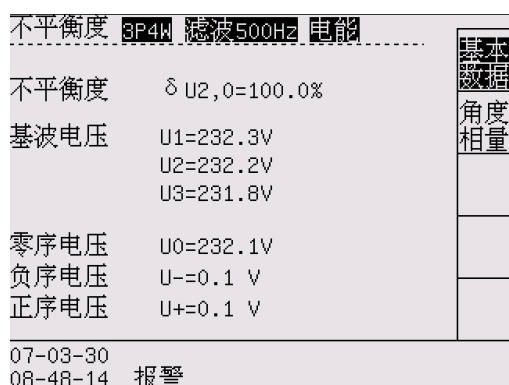 不平衡度 3P4W 滤波500Hz 电能
基本
数据
不平衡度 δU2,0=100.0%
角度
相量
基波电压 U1=232.3V
U2=232.2V
U3=231.8V
零序电压 U0=232.1V
负序电压 U-=0.1 V
正序电压 U+=0.1 V
07-03-30
08-48-14 报警